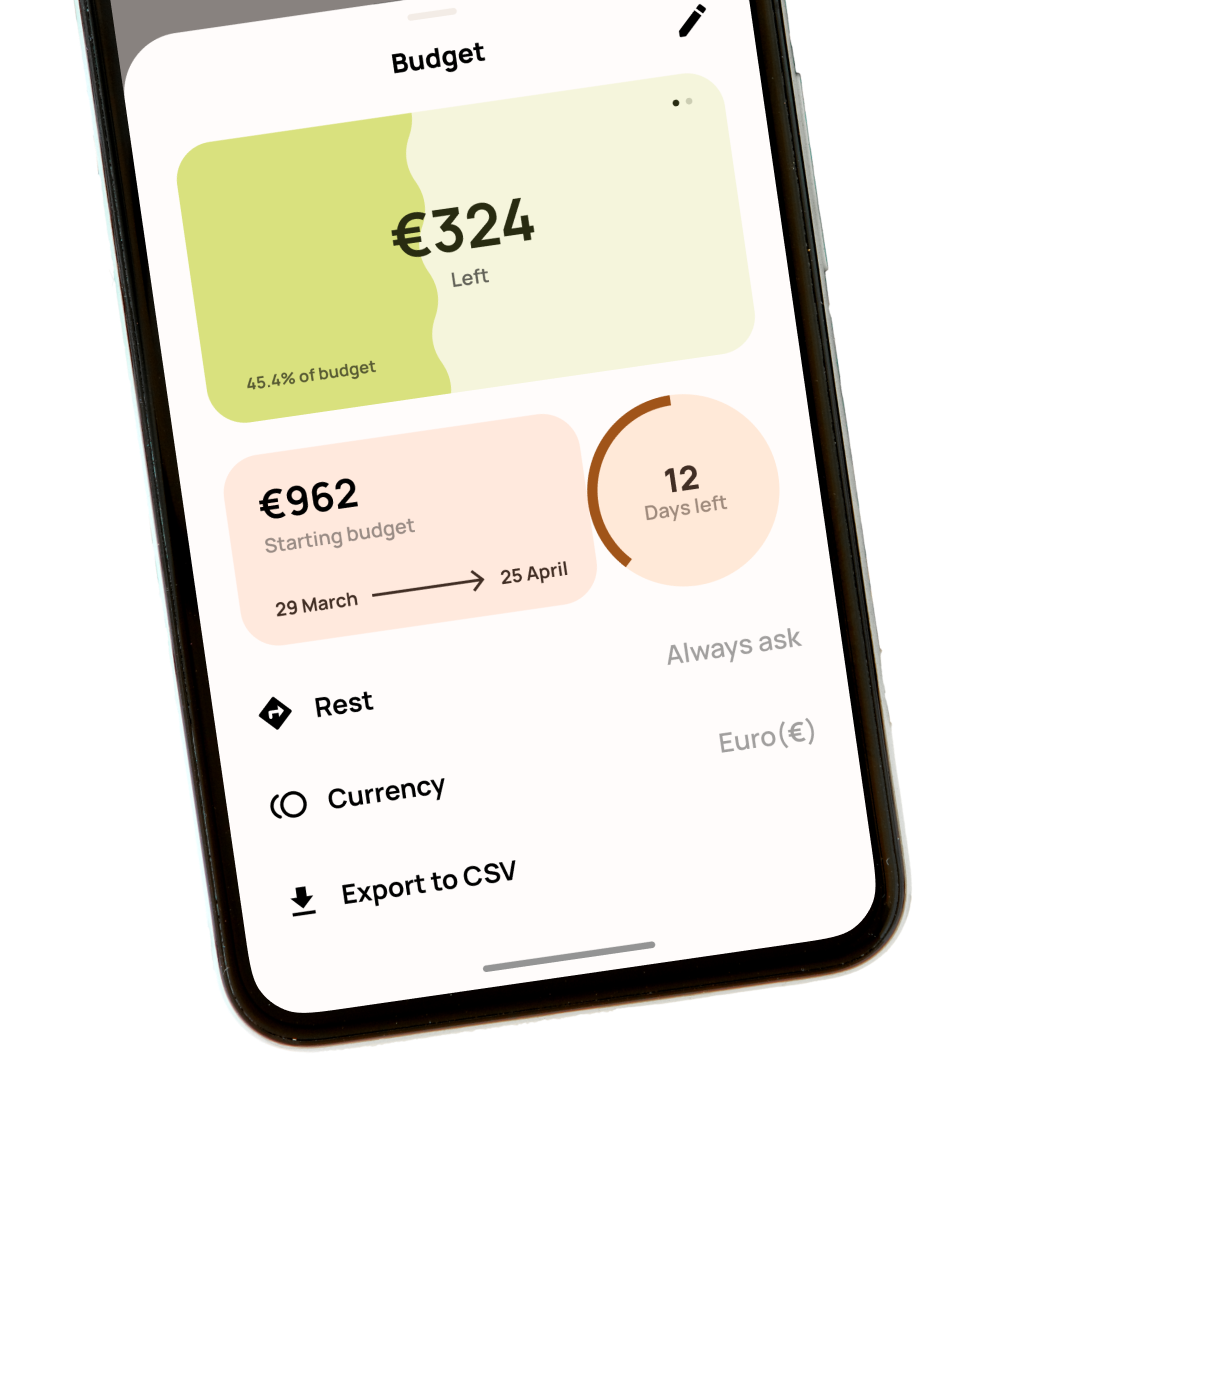 Budget
€324
Left
45.4% of budget
€962
Starting budget
29 March
25 April
12
Days left
Rest
Always ask
Currency
Euro(€)
Export to CSV